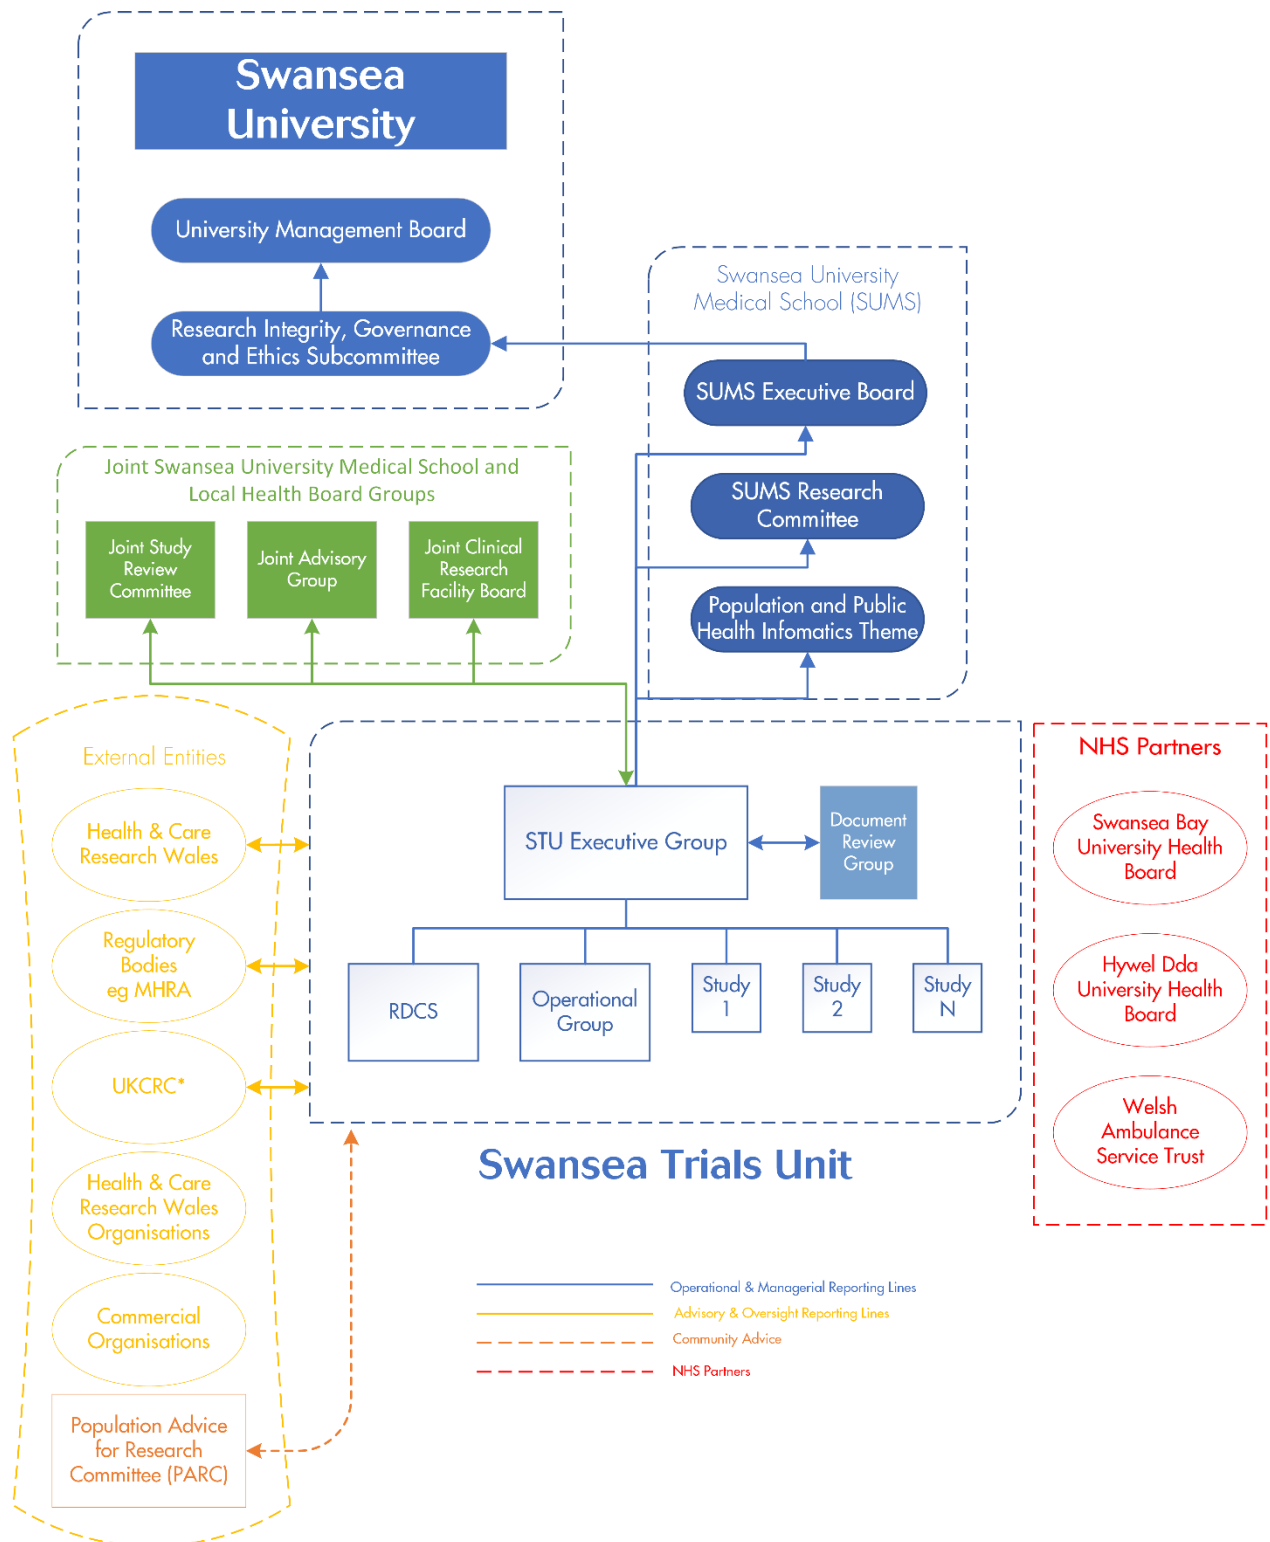 Swansea
University
University Management Board
Research Integrity, Governance
and Ethics Subcommittee
Swansea University
Medical School (SUMS)
SUMS Executive Board
SUMS Research
Committee
Population and Public
Health Infomatics Theme
Joint Swansea University Medical School and
Local Health Board Groups
Joint Study
Review
Committee
Joint Advisory
Group
Joint Clinical
Research
Facility Board
External Entities
Health & Care
Research Wales
Regulatory
Bodies
eg MHRA
UKCRC*
Health & Care
Research Wales
Organisations
Commercial
Organisations
Population Advice
for Research
Committee (PARC)
STU Executive Group
Document
Review
Group
RDCS
Operational
Group
Study
1
Study
2
Study
N
Swansea Trials Unit
NHS Partners
Swansea Bay
University Health
Board
Hywel Dda
University Health
Board
Welsh
Ambulance
Service Trust
Operational & Managerial Reporting Lines
Advisory & Oversight Reporting Lines
Community Advice
NHS Partners